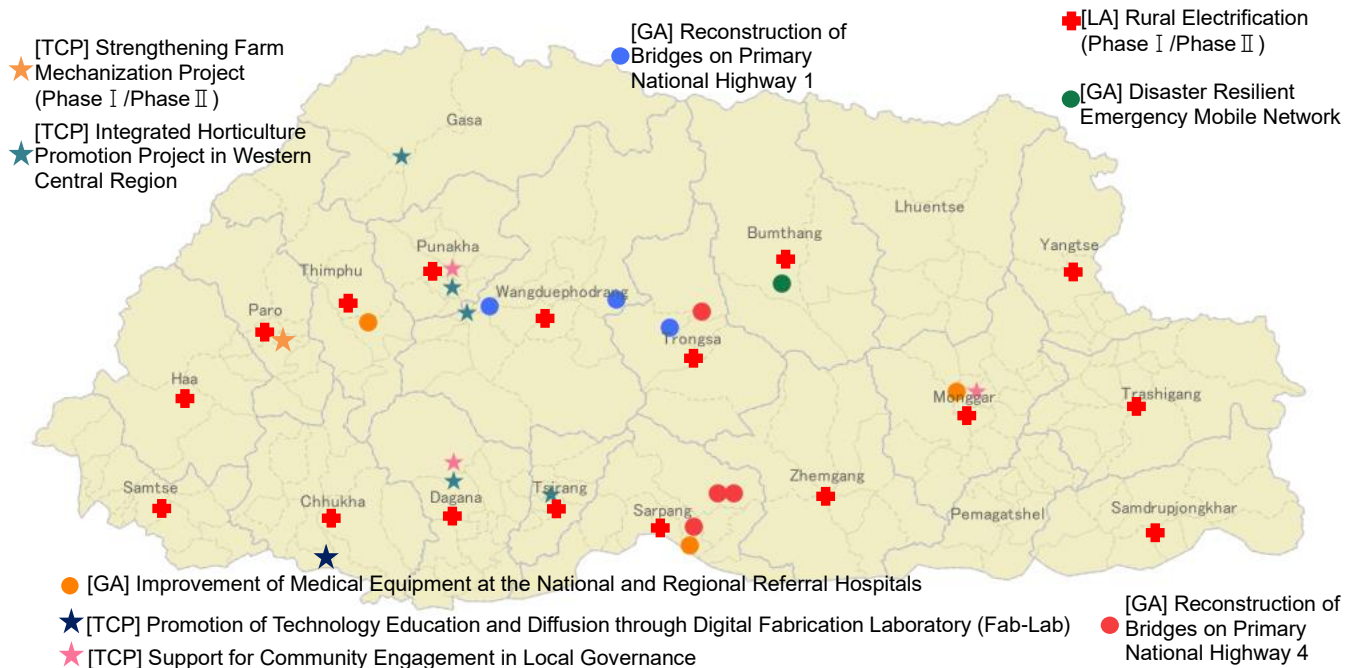 [TCP] Strengthening Farm
Mechanization Project
(Phase Ⅰ/Phase Ⅱ)
[TCP] Integrated Horticulture
Promotion Project in Western
Central Region
[GA] Reconstruction of
Bridges on Primary
National Highway 1
[LA] Rural Electrification
(Phase Ⅰ/Phase Ⅱ)
[GA] Disaster Resilient
Emergency Mobile Network
Gasa
Lhuentse
Bumthang
Yangtse
Punakha
Thimphu
Wangduephodrang
Paro
Trongsa
Haa
Monggar
Trashigang
Samtse
Chhukha
Dagana
Tsirang
Sarpang
Zhemgang
Pemagatshel
Samdrupjongkhar
[GA] Improvement of Medical Equipment at the National and Regional Referral Hospitals
[TCP] Promotion of Technology Education and Diffusion through Digital Fabrication Laboratory (Fab-Lab)
[TCP] Support for Community Engagement in Local Governance
[GA] Reconstruction of
Bridges on Primary
National Highway 4